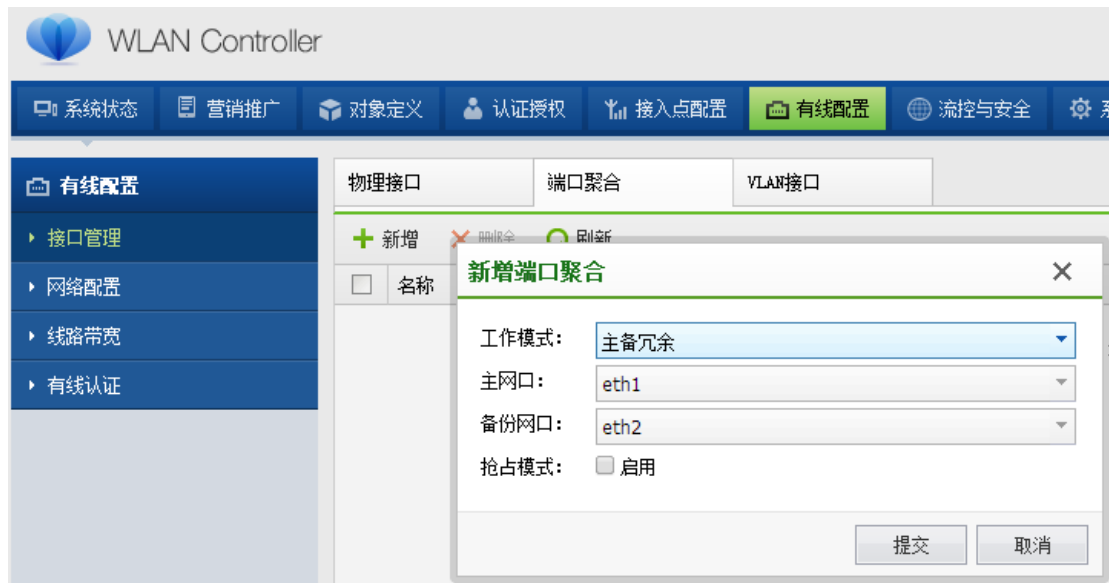 WLAN Controller
系统状态 营销推广 对象定义 认证授权 接入点配置 有线配置 流控与安全
有线配置
物理接口 端口聚合 VLAN接口
接口管理
新增 删除 刷新
新增端口聚合
网络配置
名称
工作模式： 主备冗余
线路带宽
主网口： eth1
有线认证
备份网口： eth2
抢占模式： 启用
提交 取消